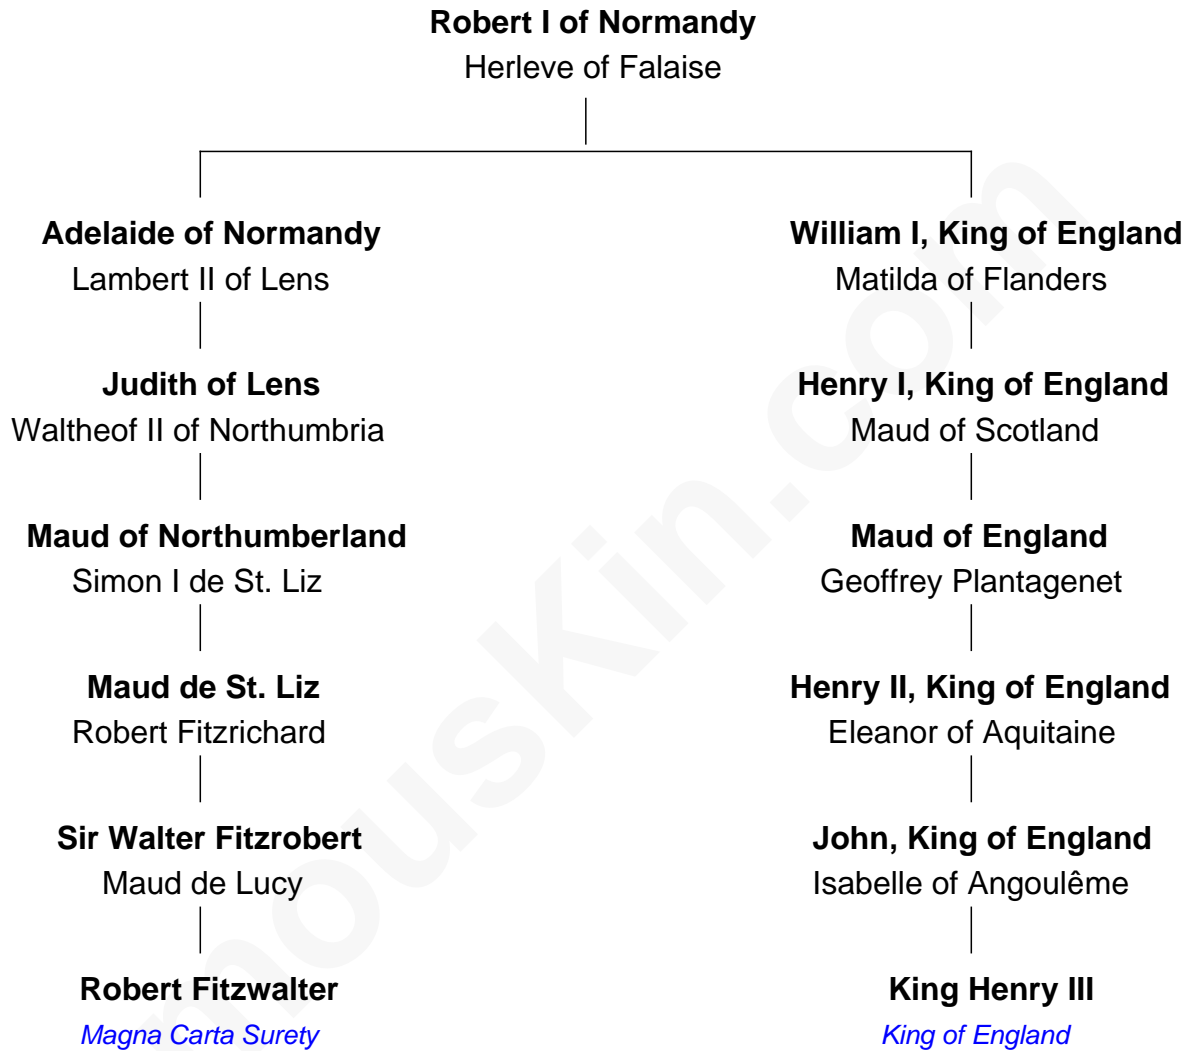 Robert I of Normandy
Herleve of Falaise
Adelaide of Normandy
Lambert II of Lens
William I, King of England
Matilda of Flanders
Judith of Lens
Waltheof II of Northumbria
Henry I, King of England
Maud of Scotland
Maud of Northumberland
Simon I de St. Liz
Maud of England
Geoffrey Plantagenet
Maud de St. Liz
Robert Fitzrichard
Henry II, King of England
Eleanor of Aquitaine
Sir Walter Fitzrobert
Maud de Lucy
John, King of England
Isabelle of Angoulême
Robert Fitzwalter
Magna Carta Surety
King Henry III
King of England
mousKin.com